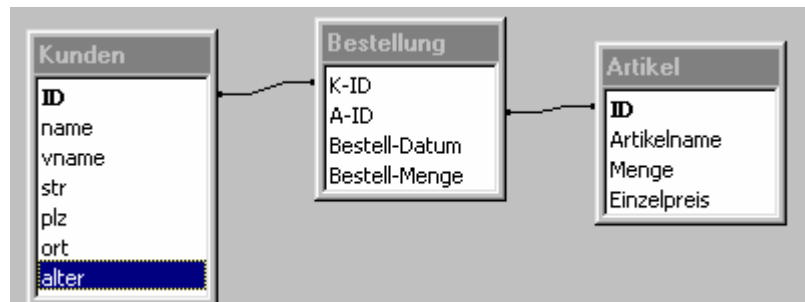 Kunden
ID
name
vname
str
plz
ort
alter
Bestellung
K-ID
A-ID
Bestell-Datum
Bestell-Menge
Artikel
ID
Artikelname
Menge
Einzelpreis